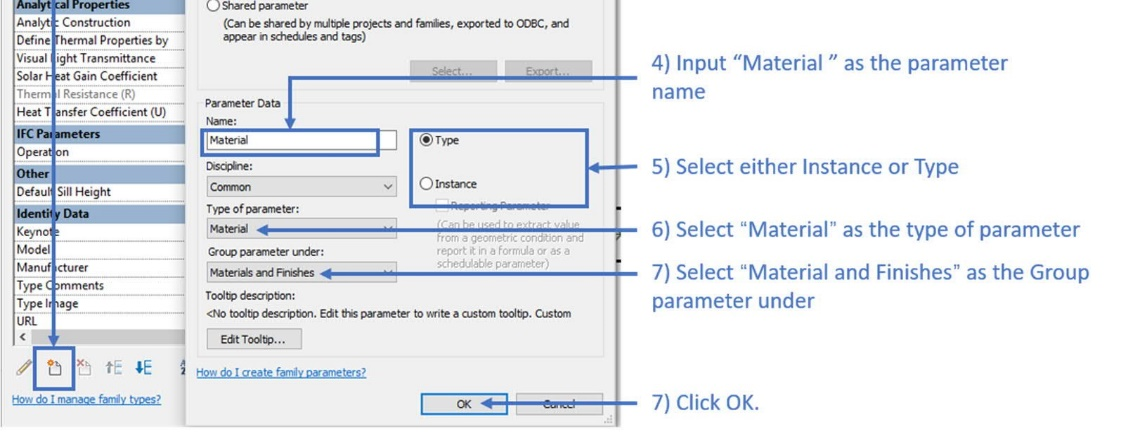 Analytical Properties
Analytic Construction
Define Thermal Properties by
Visual Light Transmittance
Solar Heat Gain Coefficient
Thermal Resistance (R)
Heat Transfer Coefficient (U)
IFC Parameters
Operation
Other
Default Sill Height
Identity Data
Keynote
Model
Manufacturer
Type Comments
Type Image
URL
How do I manage family types?
Shared parameter
(Can be shared by multiple projects and families, exported to ODBC, and
appear in schedules and tags)
Select...
Export...
Parameter Data
Name:
Material
Type
Discipline:
Common
Instance
Reporting Parameter
(Can be used to extract value
from a geometric condition and
report it in a formula or as a
schedulable parameter)
Type of parameter:
Material
Group parameter under:
Materials and Finishes
Tooltip description:
<No tooltip description. Edit this parameter to write a custom tooltip. Custom
Edit Tooltip...
How do I create family parameters?
OK
Cancel
4) Input “Material ” as the parameter
name
5) Select either Instance or Type
6) Select “Material” as the type of parameter
7) Select “Material and Finishes” as the Group
parameter under
7) Click OK.